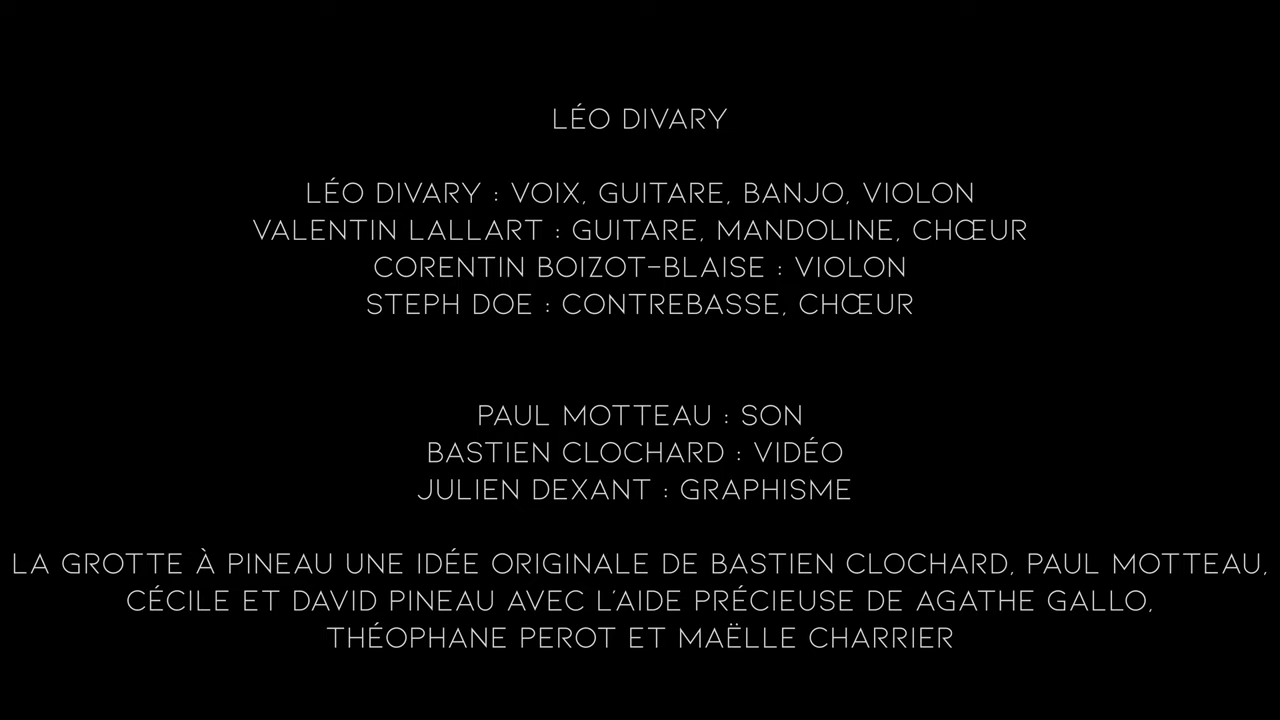 LÉO DIVARY
LÉO DIVARY : VOIX, GUITARE, BANJO, VIOLON
VALENTIN LALLART : GUITARE, MANDOLINE, CHŒUR
CORENTIN BOIZOT-BLAISE : VIOLON
STEPH DOE : CONTREBASSE, CHŒUR
PAUL MOTTEAU : SON
BASTIEN CLOCHARD : VIDÉO
JULIEN DEXANT : GRAPHISME
LA GROTTE À PINEAU UNE IDÉE ORIGINALE DE BASTIEN CLOCHARD, PAUL MOTTEAU,
CÉCILE ET DAVID PINEAU AVEC L'AIDE PRÉCIEUSE DE AGATHE GALLO,
THÉOPHANE PEROT ET MAËLLE CHARRIER